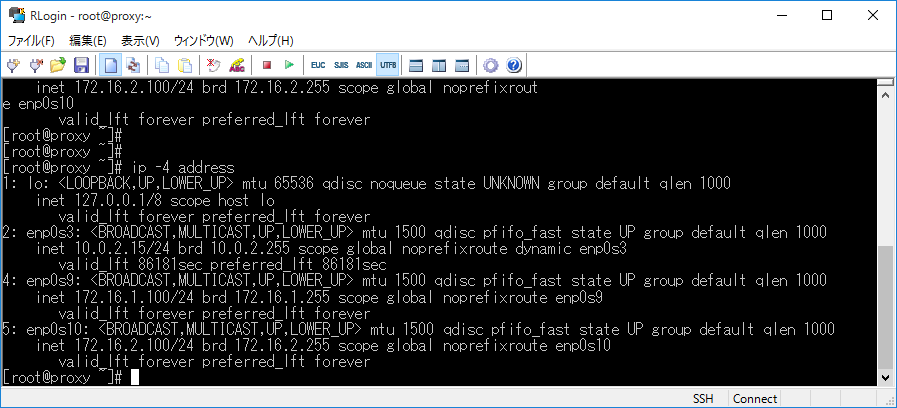 RLogin - root@proxy:~
ファイル(F) 編集(E) 表示(V) ウィンドウ(W) ヘルプ(H)
EUC SJIS ASCII UTF8
inet 172.16.2.100/24 brd 172.16.2.255 scope global noprefixrout
e enp0s10
valid_lft forever preferred_lft forever
[root@proxy ~]#
[root@proxy ~]#
[root@proxy ~]# ip -4 address
1: lo: <LOOPBACK,UP,LOWER_UP> mtu 65536 qdisc noqueue state UNKNOWN group default qlen 1000
inet 127.0.0.1/8 scope host lo
valid_lft forever preferred_lft forever
2: enp0s3: <BROADCAST,MULTICAST,UP,LOWER_UP> mtu 1500 qdisc pfifo_fast state UP group default qlen 1000
inet 10.0.2.15/24 brd 10.0.2.255 scope global noprefixroute dynamic enp0s3
valid_lft 86181sec preferred_lft 86181sec
4: enp0s9: <BROADCAST,MULTICAST,UP,LOWER_UP> mtu 1500 qdisc pfifo_fast state UP group default qlen 1000
inet 172.16.1.100/24 brd 172.16.1.255 scope global noprefixroute enp0s9
valid_lft forever preferred_lft forever
5: enp0s10: <BROADCAST,MULTICAST,UP,LOWER_UP> mtu 1500 qdisc pfifo_fast state UP group default qlen 1000
inet 172.16.2.100/24 brd 172.16.2.255 scope global noprefixroute enp0s10
valid_lft forever preferred_lft forever
[root@proxy ~]#
SSH Connect